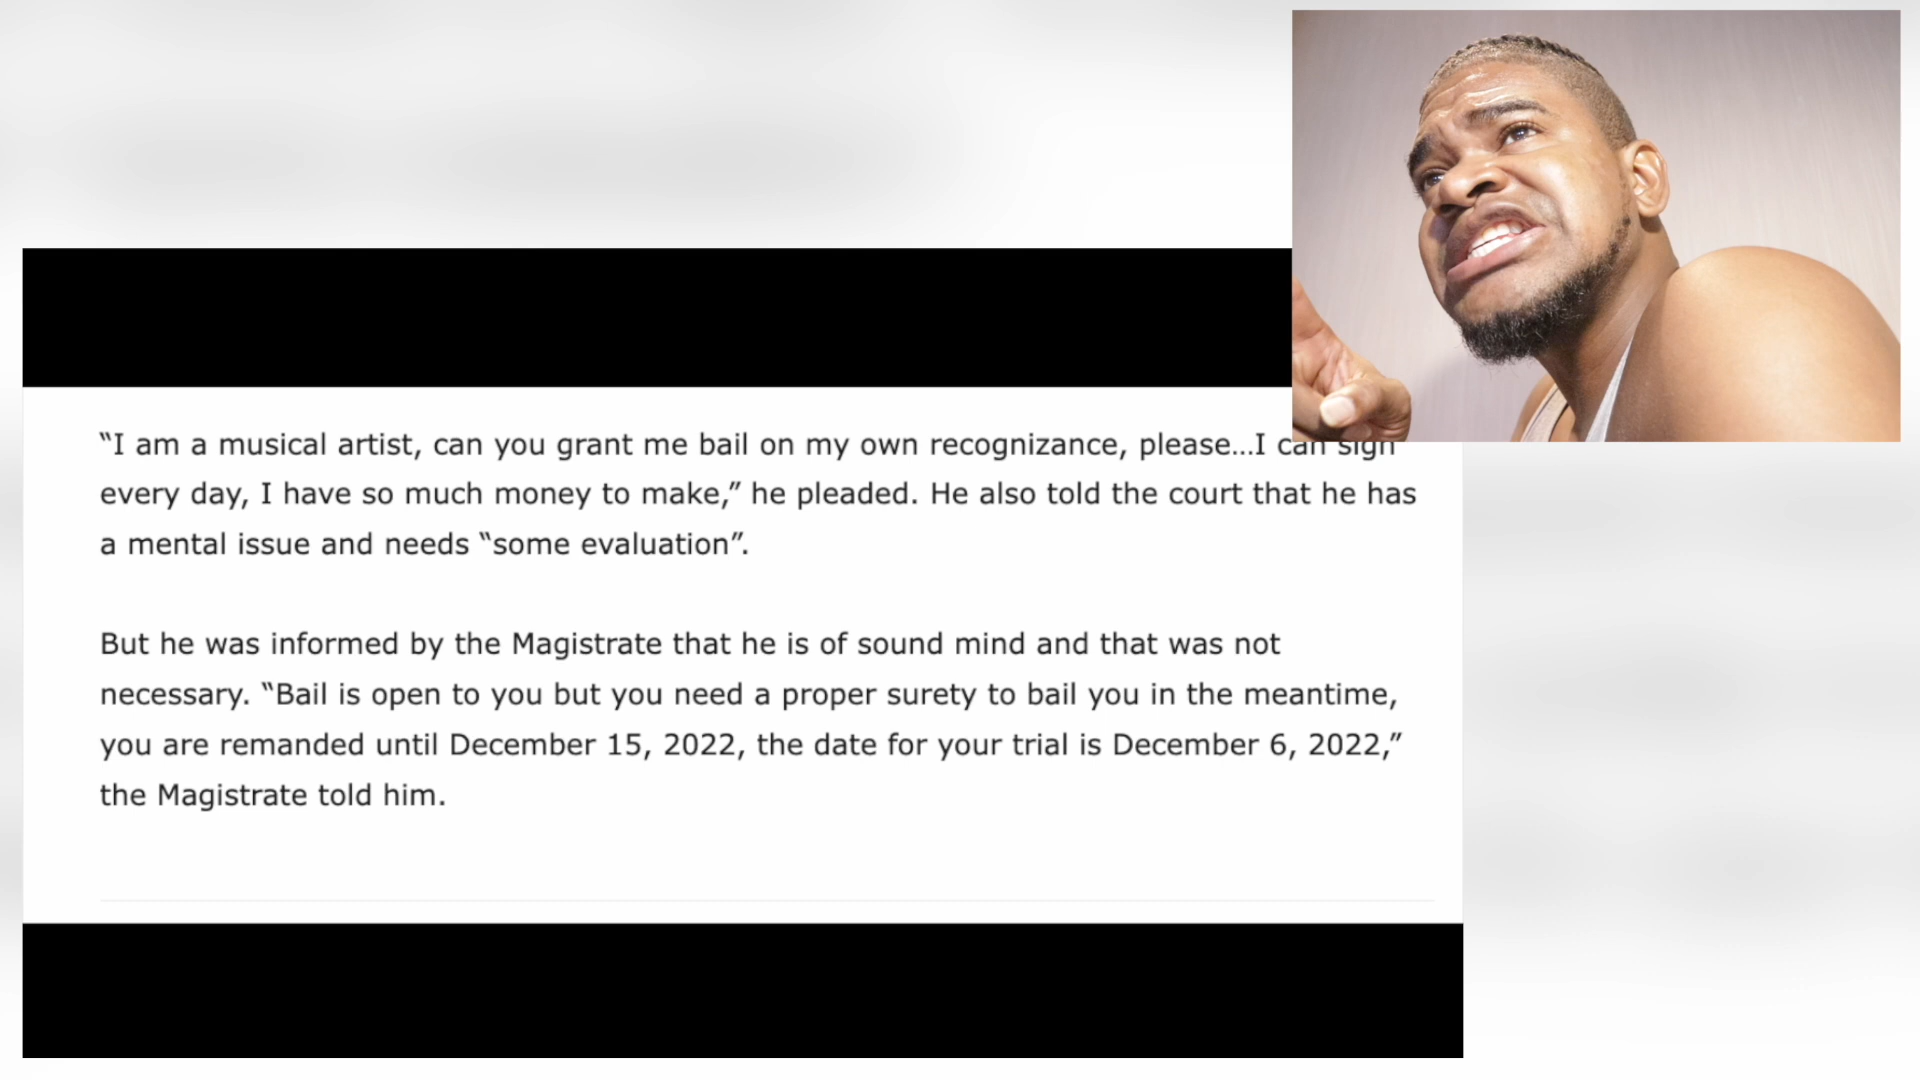 “I am a musical artist, can you grant me bail on my own recognizance, please...I can sign
every day, I have so much money to make,” he pleaded. He also told the court that he has
a mental issue and needs “some evaluation”.
But he was informed by the Magistrate that he is of sound mind and that was not
necessary. “Bail is open to you but you need a proper surety to bail you in the meantime,
you are remanded until December 15, 2022, the date for your trial is December 6, 2022,”
the Magistrate told him.